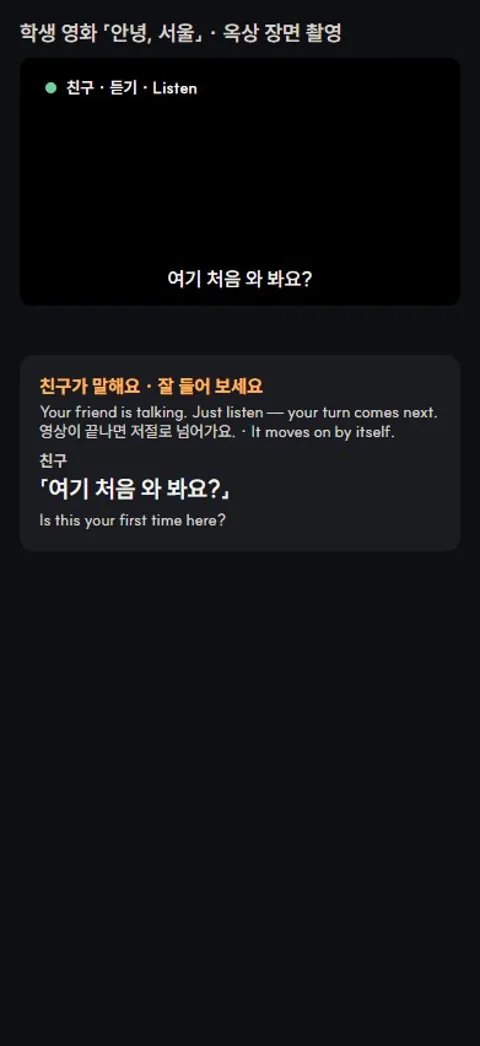 학생 영화 「안녕, 서울」 · 옥상 장면 촬영
친구 · 듣기 · Listen
여기 처음 와 봐요?
친구가 말해요 · 잘 들어 보세요
Your friend is talking. Just listen — your turn comes next.
영상이 끝나면 저절로 넘어가요. · It moves on by itself.
친구
「여기 처음 와 봐요?」
Is this your first time here?